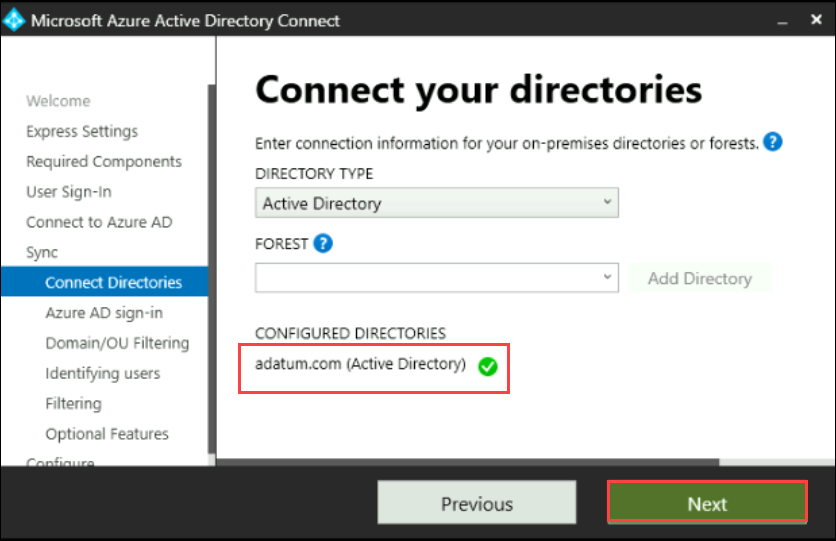 Microsoft Azure Active Directory Connect
Welcome
Express Settings
Required Components
User Sign-In
Connect to Azure AD
Sync
Connect Directories
Azure AD sign-in
Domain/OU Filtering
Identifying users
Filtering
Optional Features
Configure
Connect your directories
Enter connection information for your on-premises directories or forests. ?
DIRECTORY TYPE
Active Directory
FOREST ?
Add Directory
CONFIGURED DIRECTORIES
adatum.com (Active Directory)
Previous
Next